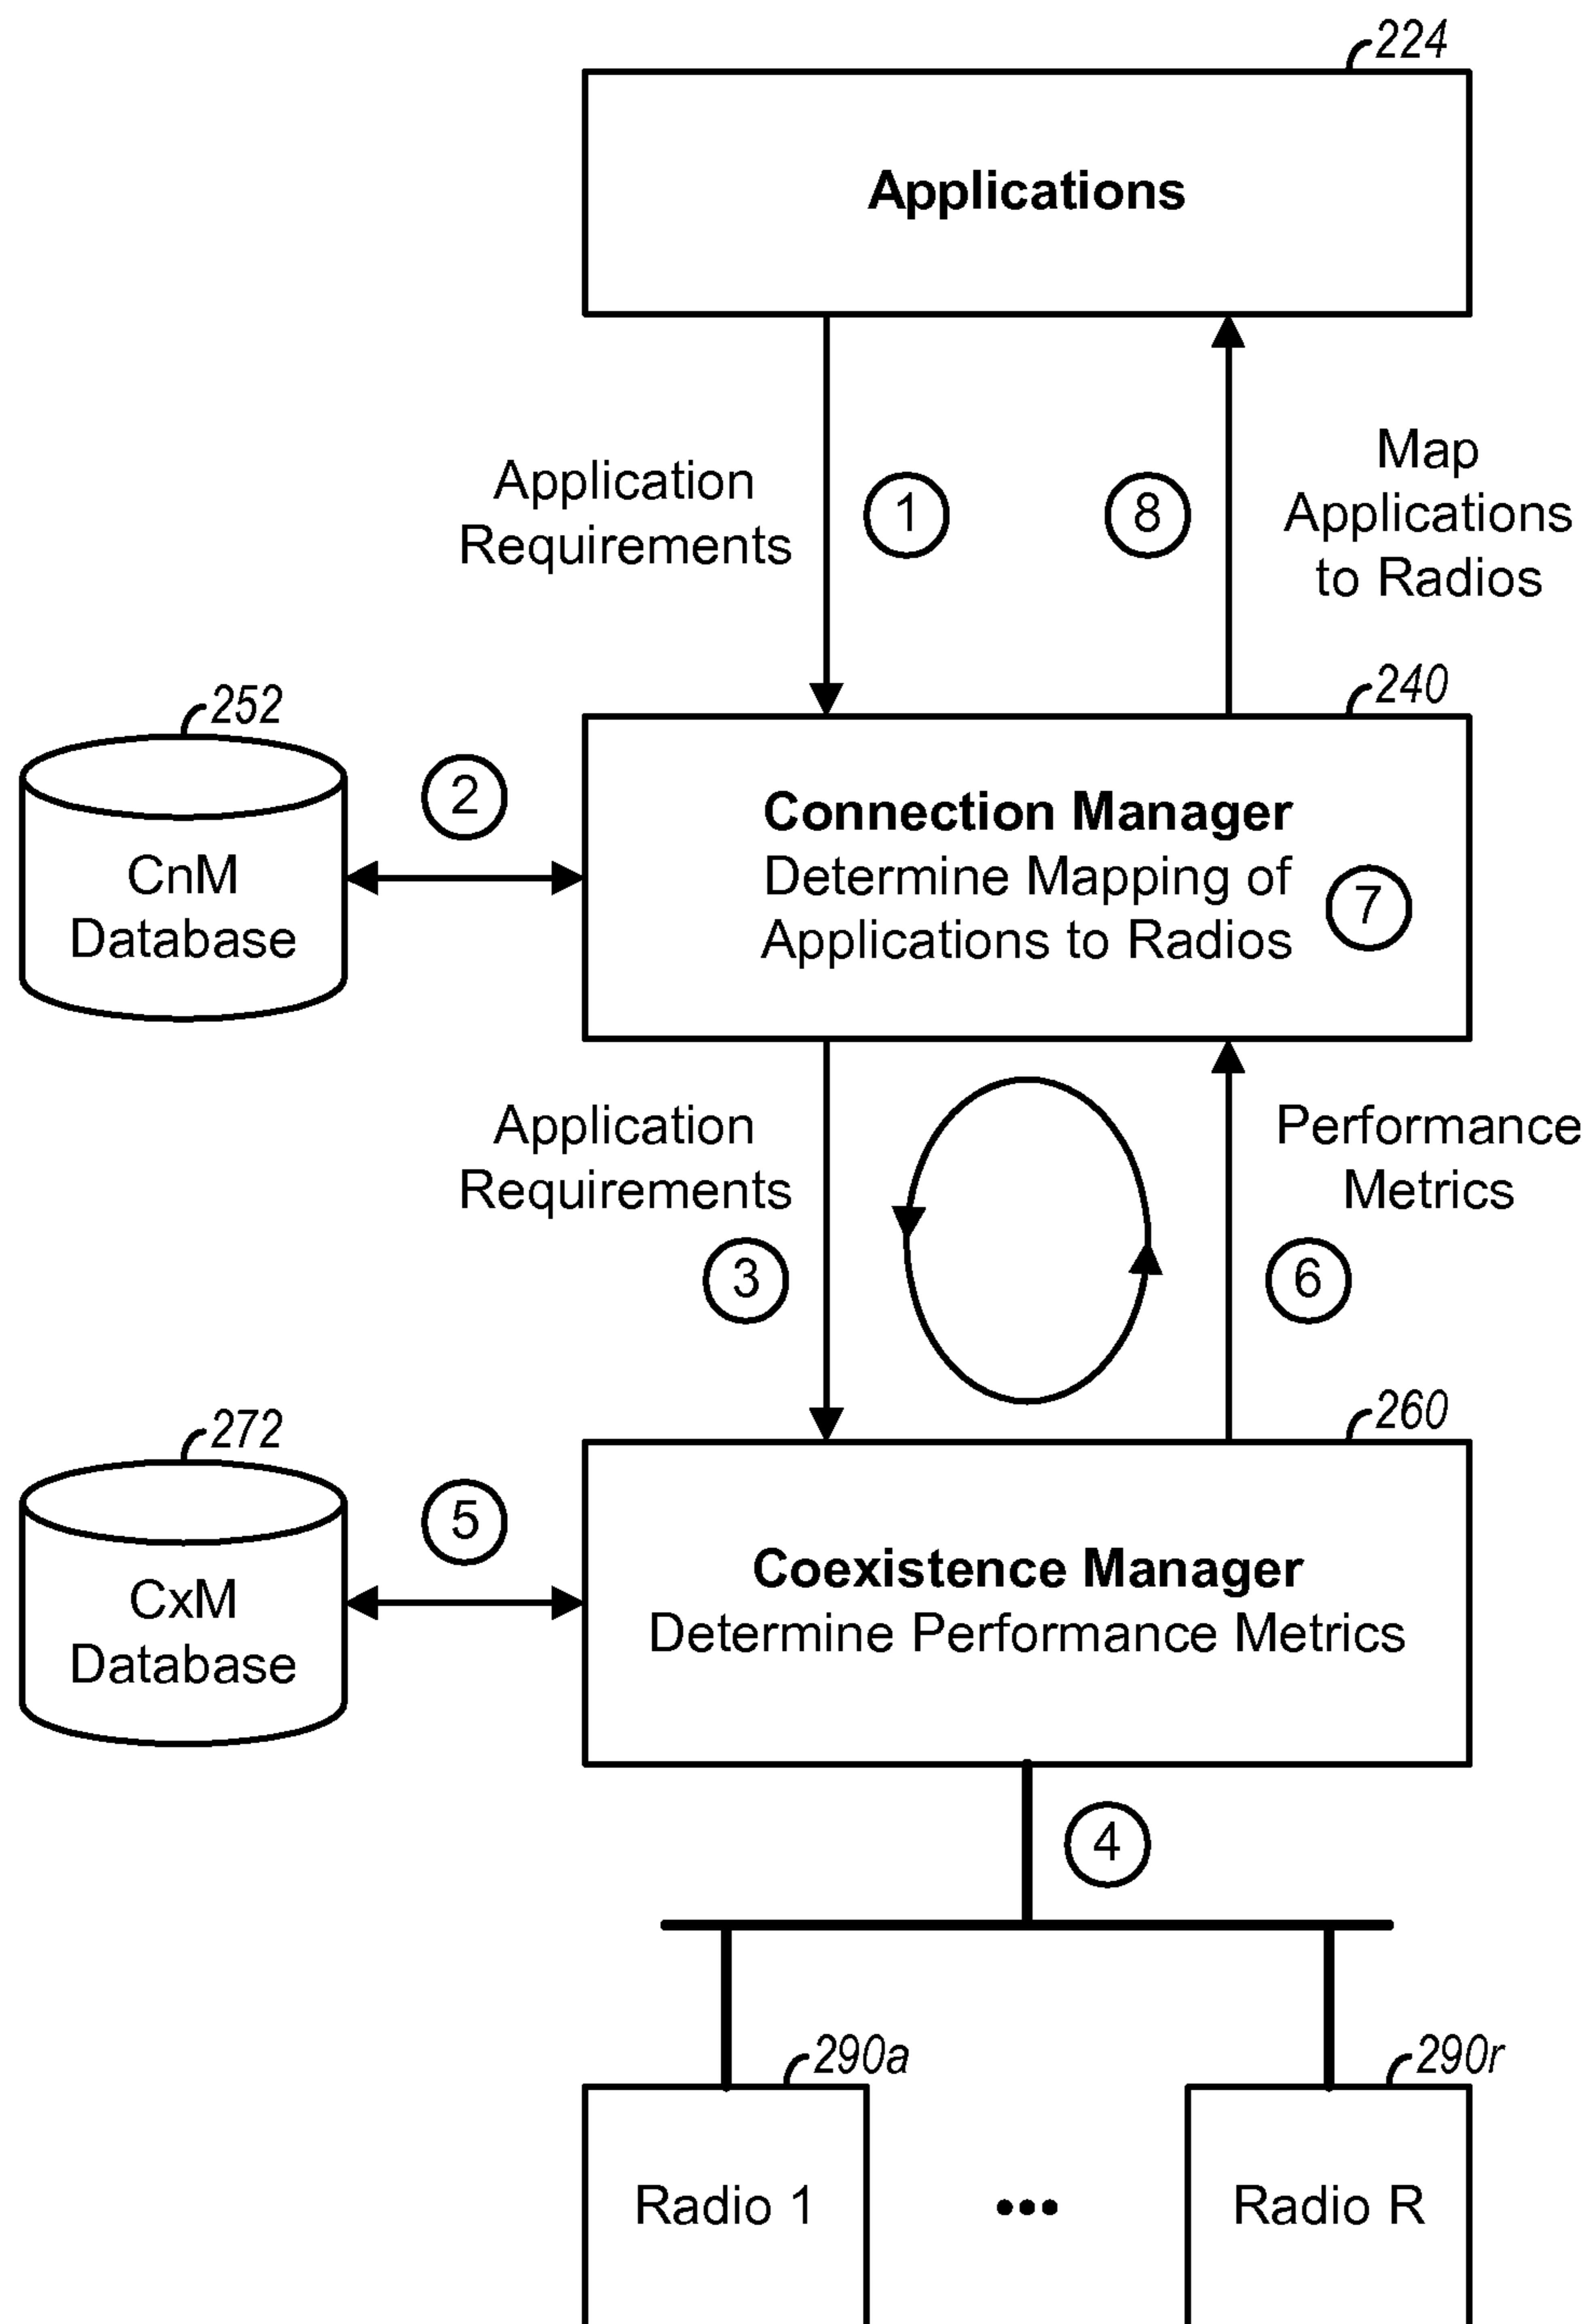 224
Applications
Application
Requirements
1
8
Map
Applications
to Radios
252
CnM
Database
2
240
Connection Manager
Determine Mapping of
Applications to Radios
7
Application
Requirements
3
Performance
Metrics
6
272
CxM
Database
5
260
Coexistence Manager
Determine Performance Metrics
4
290a
Radio 1
...
290r
Radio R